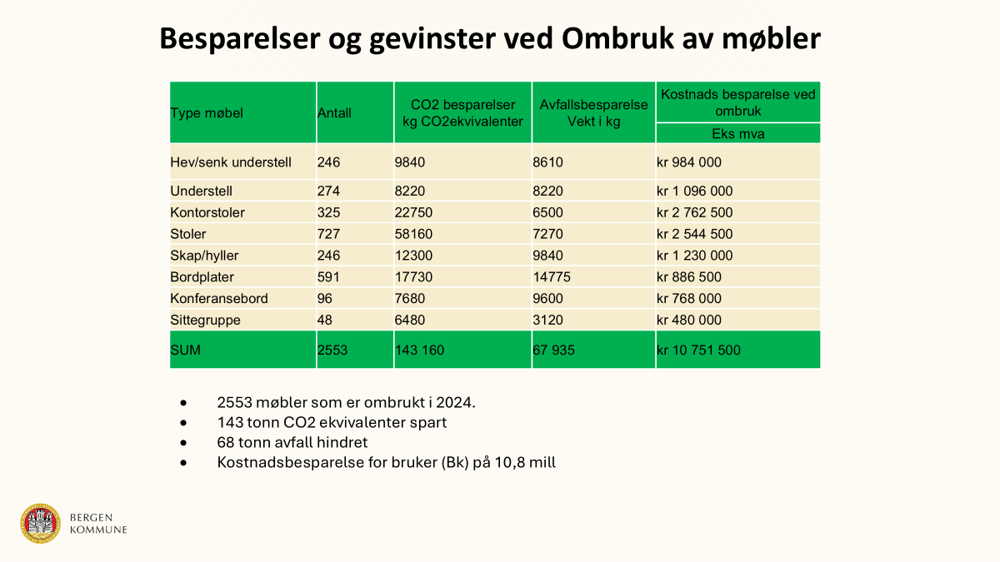 Besparelser og gevinster ved Ombruk av møbler
Type møbel Antall CO2 besparelser kg CO2ekvivalenter Avfallsbesparelse Vekt i kg Kostnads besparelse ved ombruk
Eks mva
Hev/senk understell 246 9840 8610 kr 984 000
Understell 274 8220 8220 kr 1 096 000
Kontorstoler 325 22750 6500 kr 2 762 500
Stoler 727 58160 7270 kr 2 544 500
Skap/hyller 246 12300 9840 kr 1 230 000
Bordplater 591 17730 14775 kr 886 500
Konferansebord 96 7680 9600 kr 768 000
Sittegruppe 48 6480 3120 kr 480 000
SUM 2553 143 160 67 935 kr 10 751 500
• 2553 møbler som er ombrukt i 2024.
• 143 tonn CO2 ekvivalenter spart
• 68 tonn avfall hindret
• Kostnadsbesparelse for bruker (Bk) på 10,8 mill
BERGEN
KOMMUNE